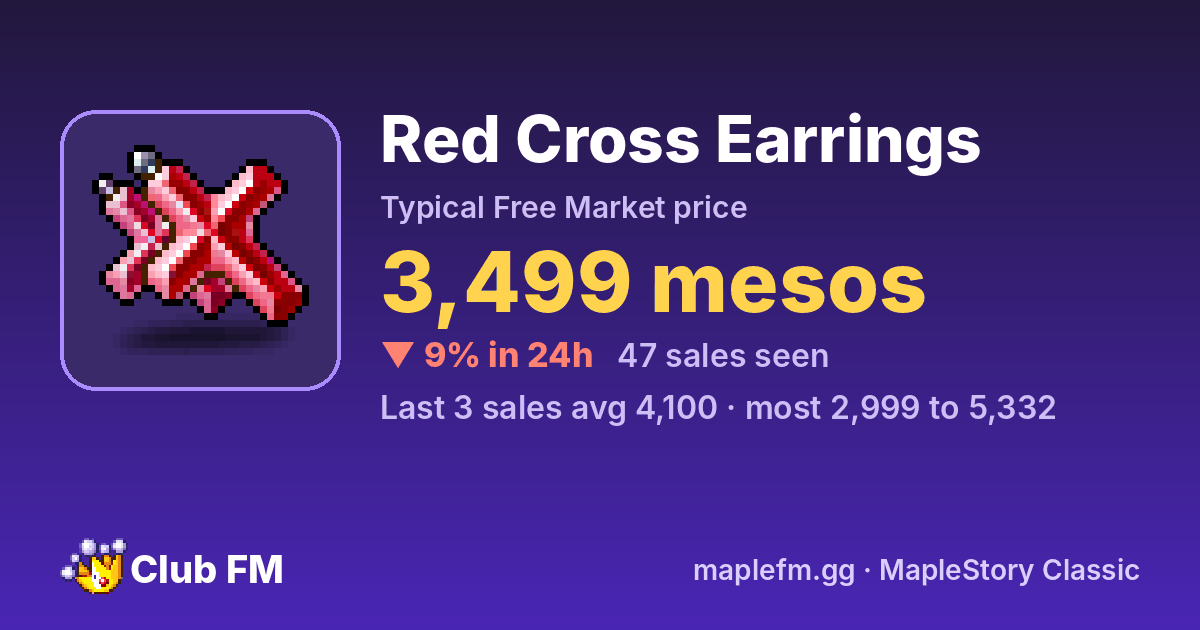 Red Cross Earrings
Typical Free Market price
3,499 mesos
▼ 9% in 24h 47 sales seen
Last 3 sales avg 4,100 · most 2,999 to 5,332
Club FM
maplefm.gg · MapleStory Classic